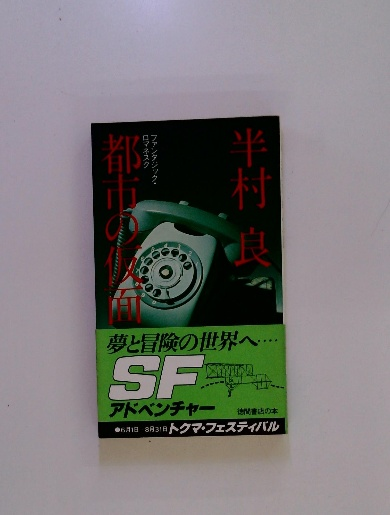 半村 良
ファンタジック・
ロマネスク
都市の仮面
夢と冒険の世界へ‥‥
SF
アドベンチャー
徳間書店の本
●6月1日―8月31日 トクマ・フェスティバル